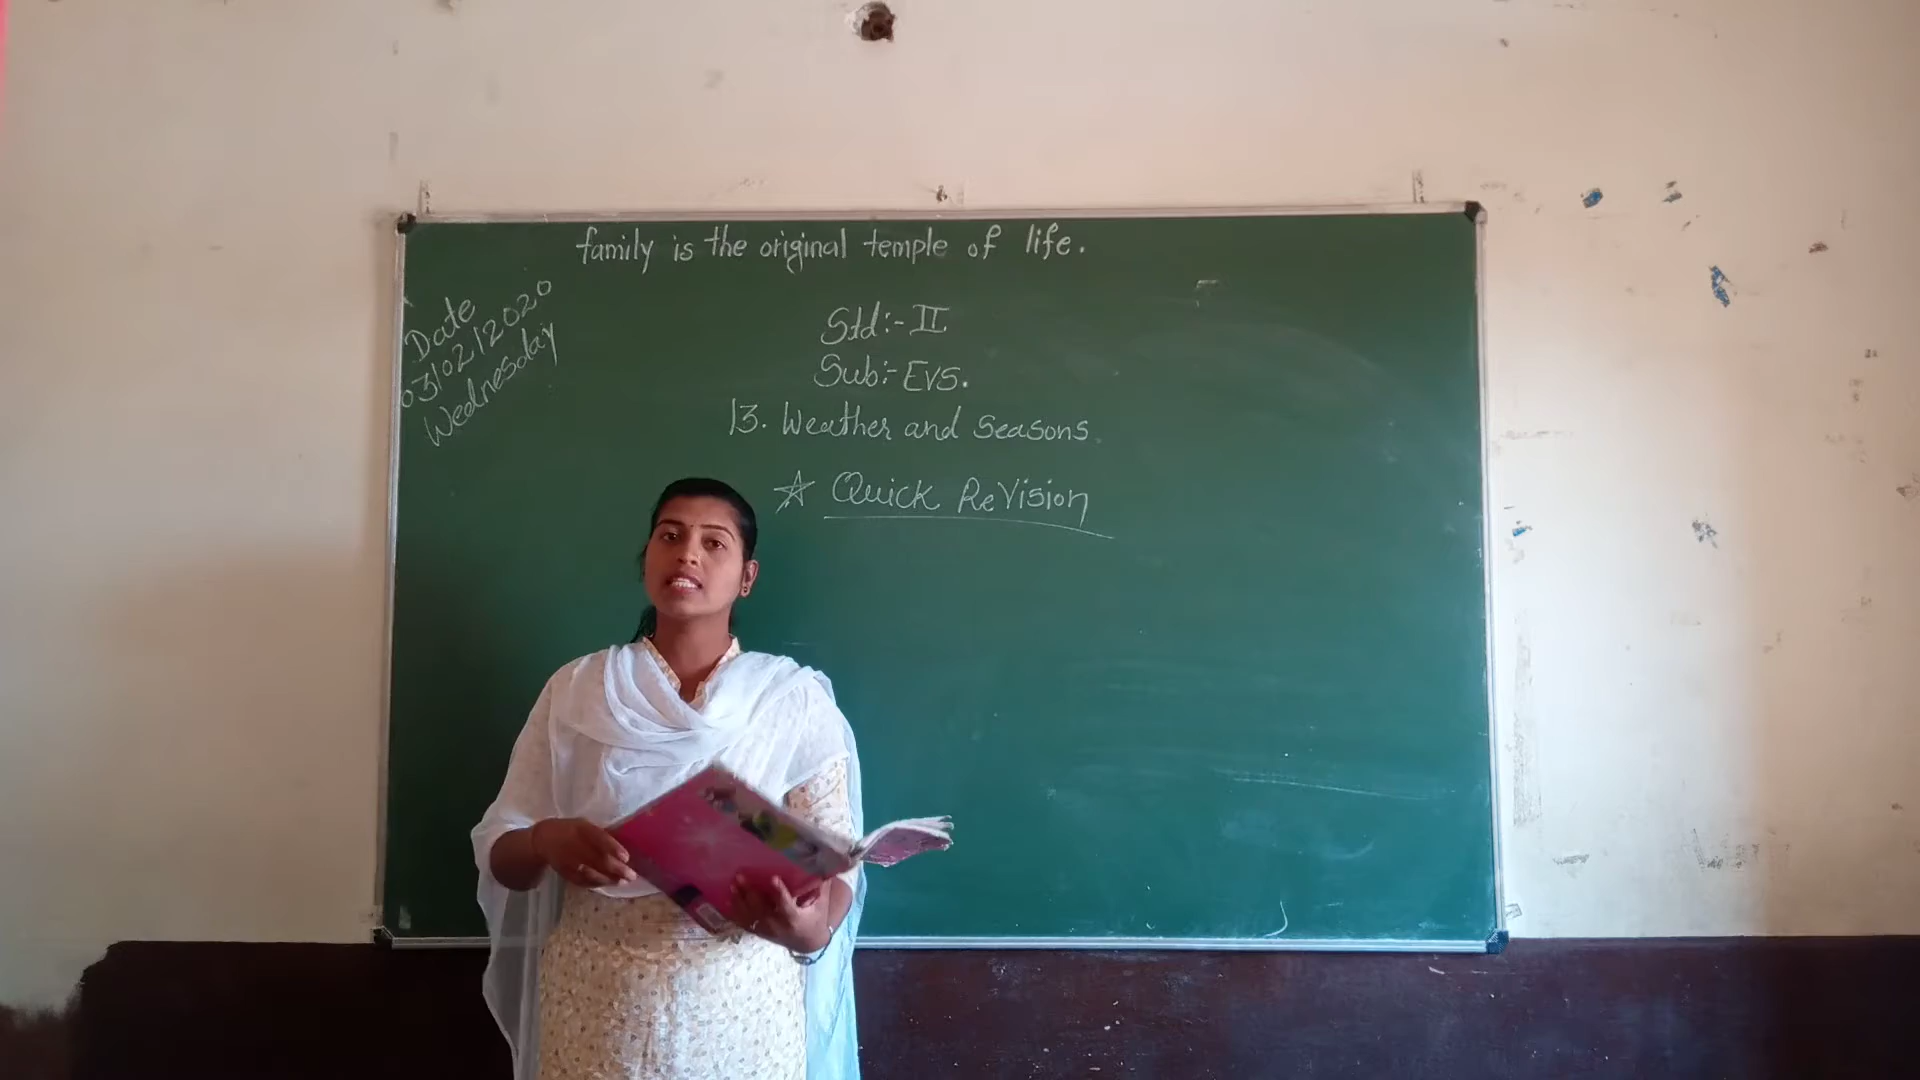 family is the original temple of life.
Date
03/02/2020
Wednesday
Std:- II
Sub:- EVS.
13. Weather and Seasons
☆ Quick ReVision